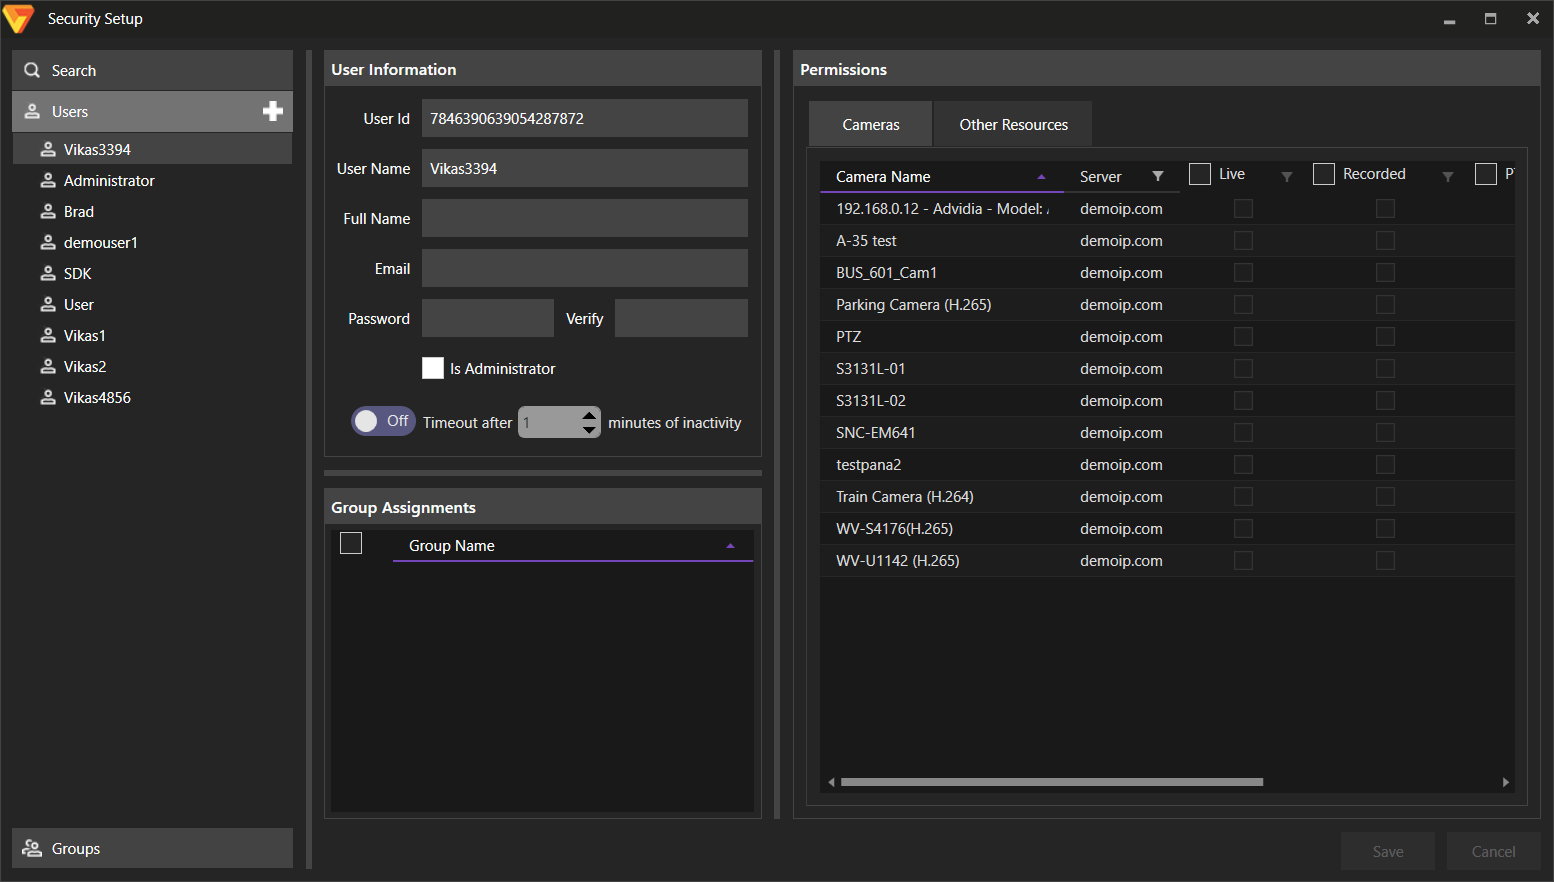 Security Setup
Search
Users
Vikas3394
Administrator
Brad
demouser1
SDK
User
Vikas1
Vikas2
Vikas4856
Groups
User Information
User Id 7846390639054287872
User Name Vikas3394
Full Name
Email
Password Verify
Is Administrator
Off Timeout after 1 minutes of inactivity
Group Assignments
Group Name
Permissions
Cameras Other Resources
Camera Name Server Live Recorded
192.168.0.12 - Advidia - Model: demoip.com
A-35 test demoip.com
BUS_601_Cam1 demoip.com
Parking Camera (H.265) demoip.com
PTZ demoip.com
S3131L-01 demoip.com
S3131L-02 demoip.com
SNC-EM641 demoip.com
testpana2 demoip.com
Train Camera (H.264) demoip.com
WV-S4176(H.265) demoip.com
WV-U1142 (H.265) demoip.com
Save Cancel